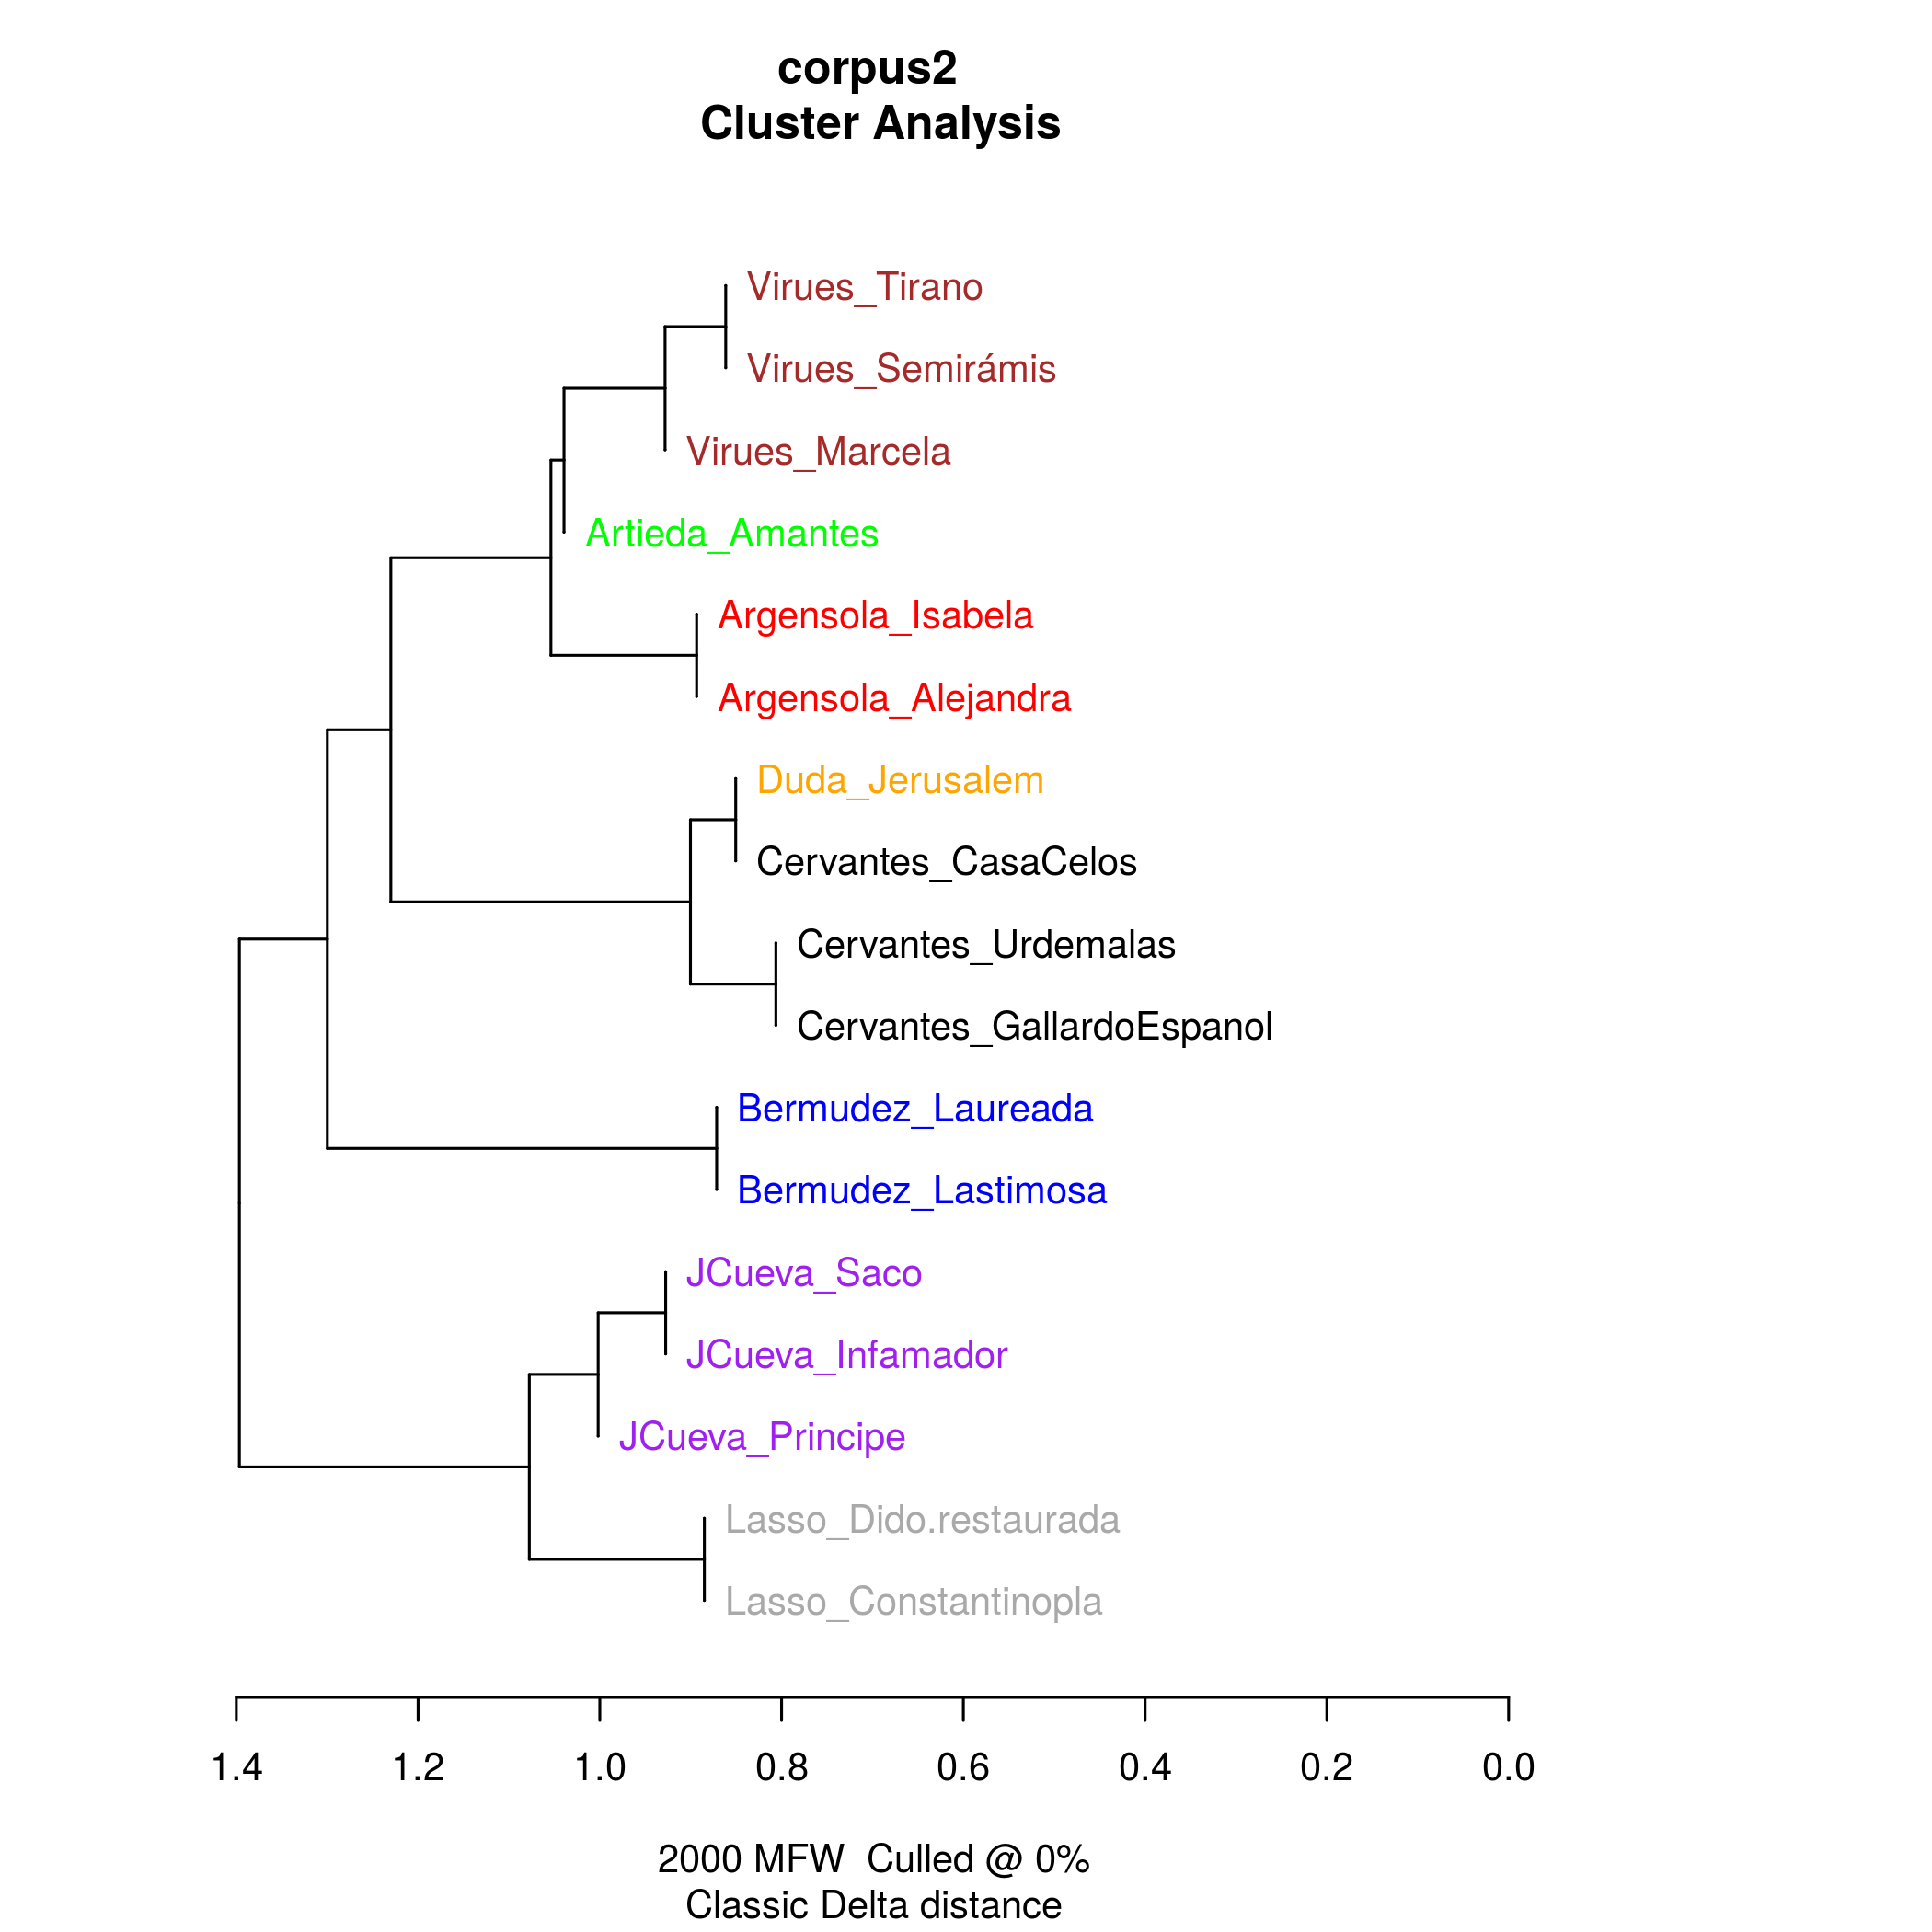 corpus2
Cluster Analysis
Virues_Tirano
Virues_Semirámis
Virues_Marcela
Artieda_Amantes
Argensola_Isabela
Argensola_Alejandra
Duda_Jerusalem
Cervantes_CasaCelos
Cervantes_Urdemalas
Cervantes_GallardoEspanol
Bermudez_Laureada
Bermudez_Lastimosa
JCueva_Saco
JCueva_Infamador
JCueva_Principe
Lasso_Dido.restaurada
Lasso_Constantinopla
1.4 1.2 1.0 0.8 0.6 0.4 0.2 0.0
2000 MFW  Culled @ 0%
Classic Delta distance